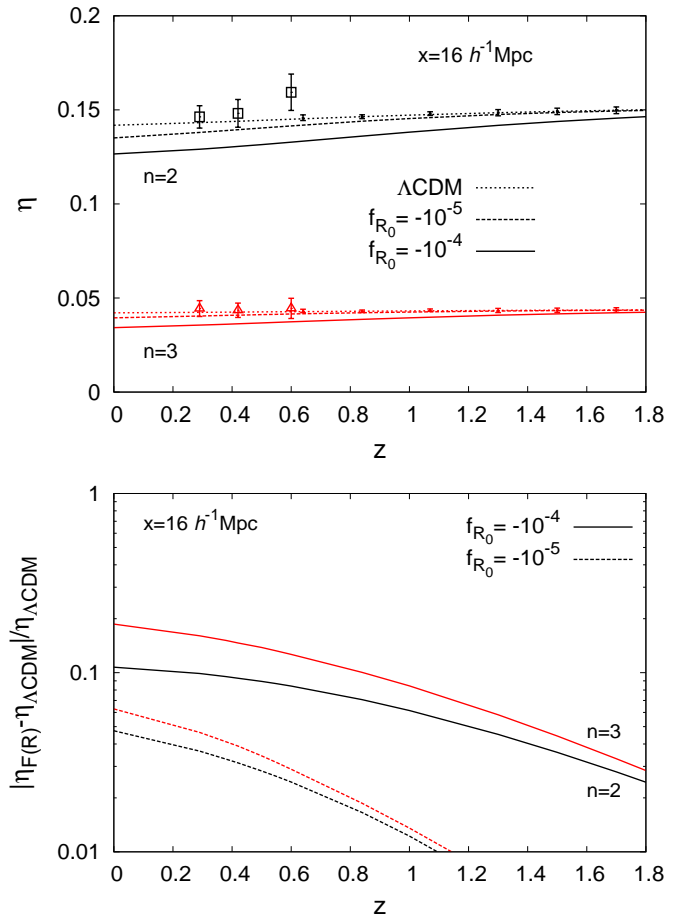 0.2
x=16 h⁻¹Mpc
0.15
n=2
η
0.1
ΛCDM
f_R₀ = -10⁻⁵
f_R₀ = -10⁻⁴
0.05
n=3
0
0 0.2 0.4 0.6 0.8 1 1.2 1.4 1.6 1.8
z
1
x=16 h⁻¹Mpc
f_R₀ = -10⁻⁴
f_R₀ = -10⁻⁵
|η_F(R)-η_ΛCDM|/η_ΛCDM
0.1
n=3
n=2
0.01
0 0.2 0.4 0.6 0.8 1 1.2 1.4 1.6 1.8
z